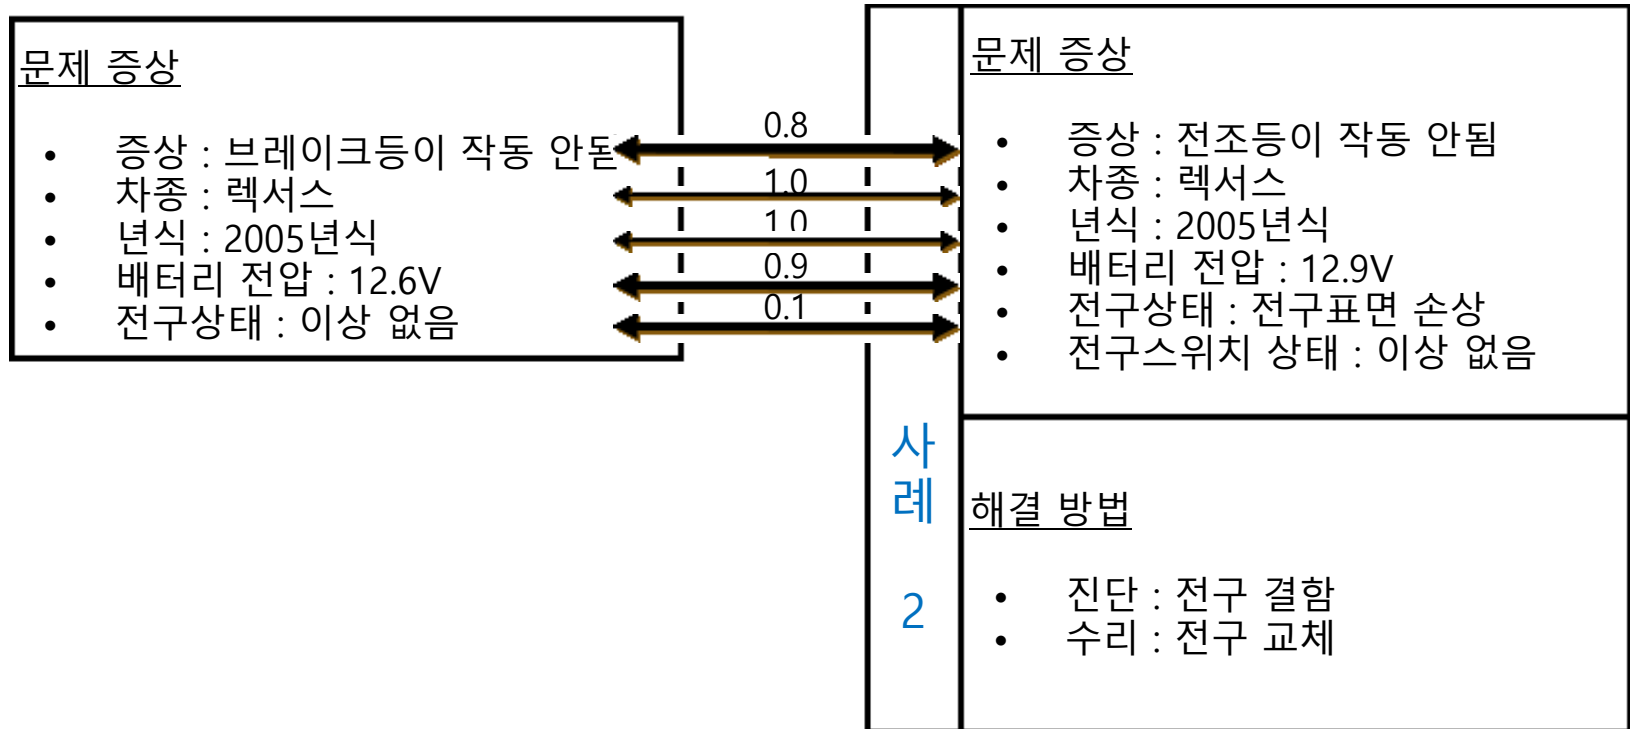 문제 증상
• 증상 : 브레이크등이 작동 안됨
• 차종 : 렉서스
• 년식 : 2005년식
• 배터리 전압 : 12.6V
• 전구상태 : 이상 없음
0.8
1.0
1.0
0.9
0.1
사
례
2
문제 증상
• 증상 : 전조등이 작동 안됨
• 차종 : 렉서스
• 년식 : 2005년식
• 배터리 전압 : 12.9V
• 전구상태 : 전구표면 손상
• 전구스위치 상태 : 이상 없음
해결 방법
• 진단 : 전구 결함
• 수리 : 전구 교체